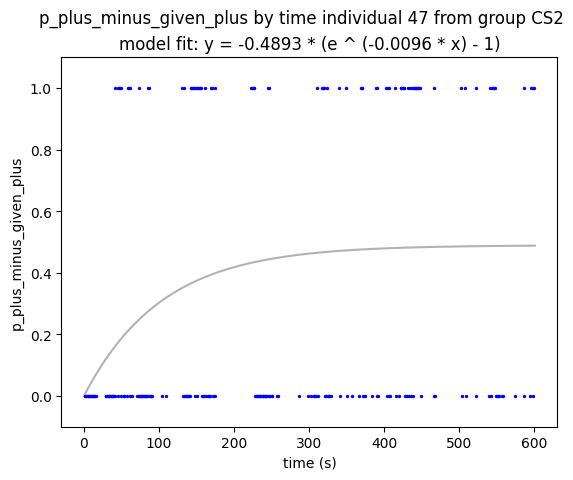 p_plus_minus_given_plus by time individual 47 from group CS2
model fit: y = -0.4893 * (e ^ (-0.0096 * x) - 1)
1.0
0.8
0.6
0.4
0.2
0.0
p_plus_minus_given_plus
0 100 200 300 400 500 600
time (s)